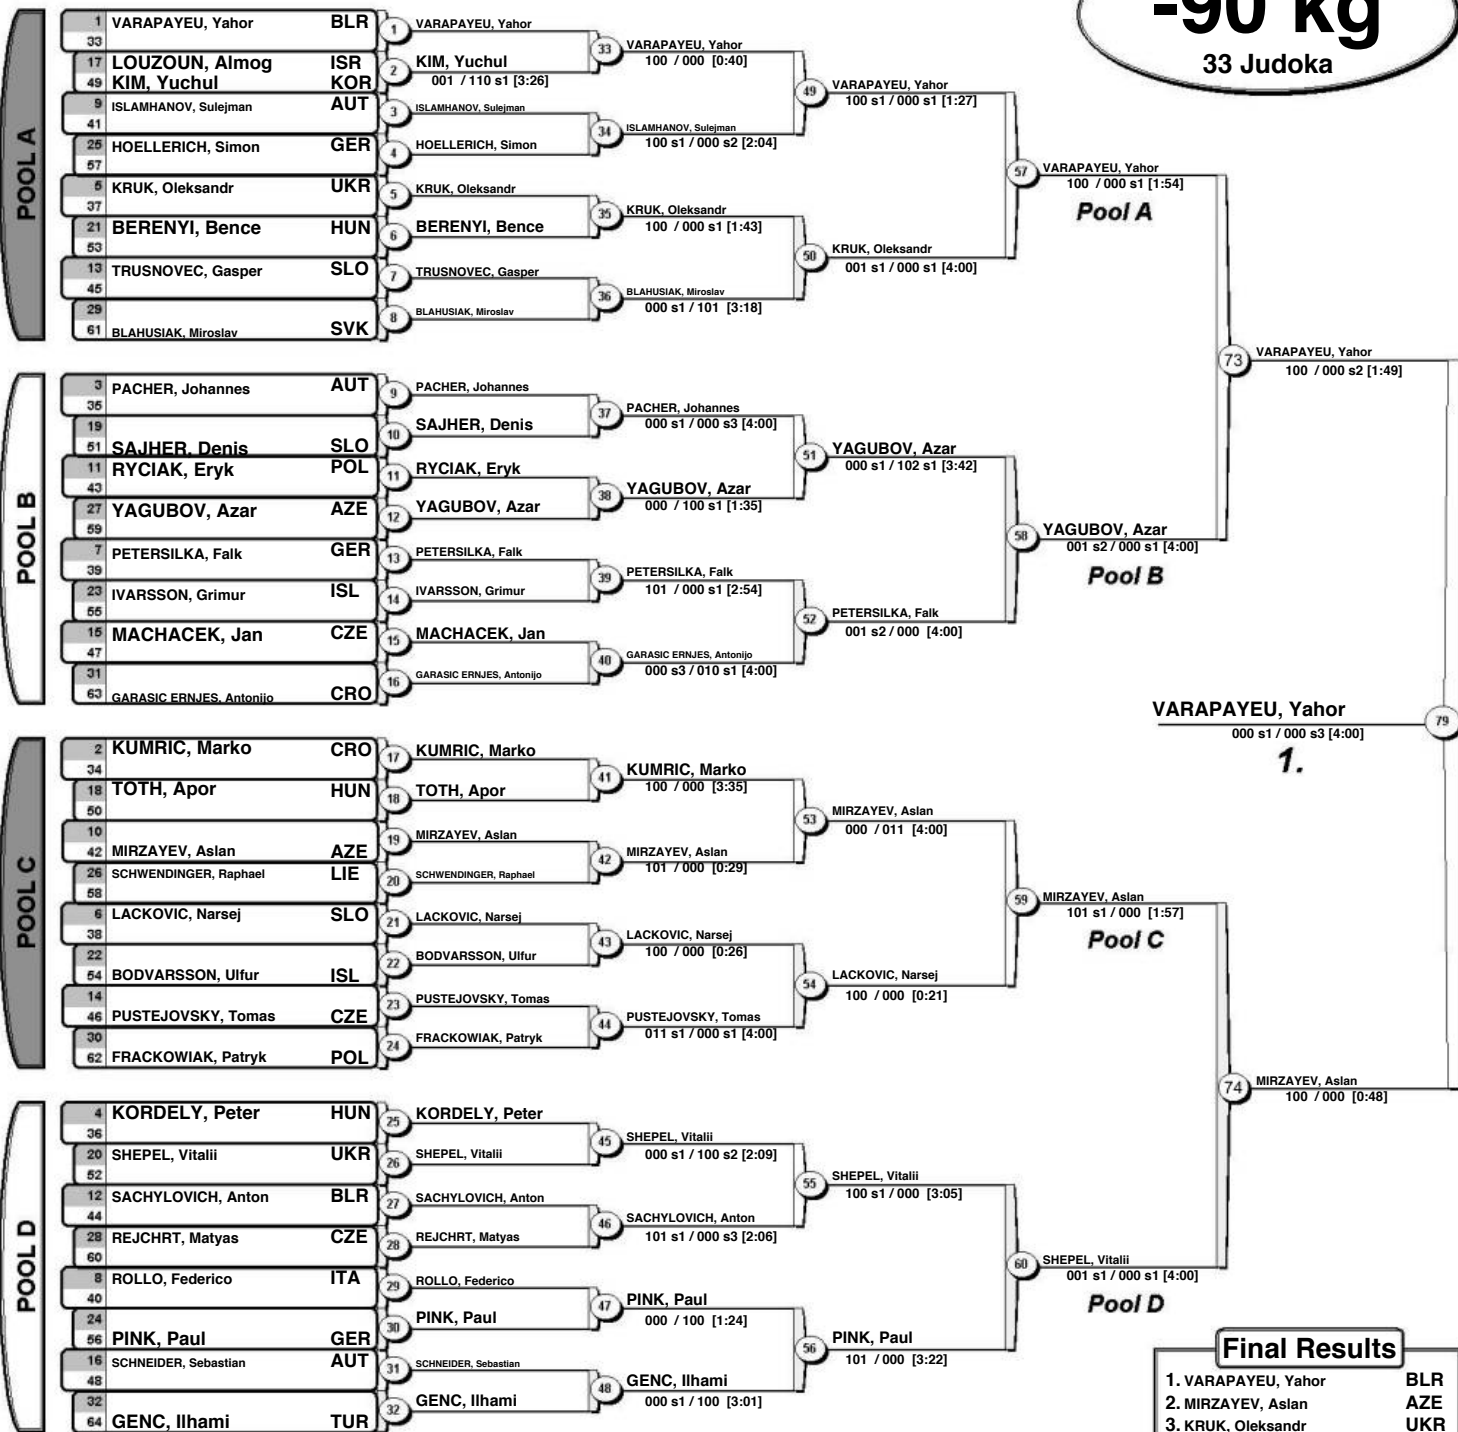 -90 kg
33 Judoka
POOL A
1 VARAPAYEU, Yahor BLR
33
17 LOUZOUN, Almog ISR
49 KIM, Yuchul KOR
9 ISLAMHANOV, Sulejman AUT
41
25 HOELLERICH, Simon GER
57
5 KRUK, Oleksandr UKR
37
21 BERENYI, Bence HUN
53
13 TRUSNOVEC, Gasper SLO
45
29
61 BLAHUSIAK, Miroslav SVK
1 VARAPAYEU, Yahor
2 KIM, Yuchul
001 / 110 s1 [3:26]
3 ISLAMHANOV, Sulejman
4 HOELLERICH, Simon
5 KRUK, Oleksandr
6 BERENYI, Bence
7 TRUSNOVEC, Gasper
8 BLAHUSIAK, Miroslav
33 VARAPAYEU, Yahor
100 / 000 [0:40]
34 ISLAMHANOV, Sulejman
100 s1 / 000 s2 [2:04]
35 KRUK, Oleksandr
100 / 000 s1 [1:43]
36 BLAHUSIAK, Miroslav
000 s1 / 101 [3:18]
49 VARAPAYEU, Yahor
100 s1 / 000 s1 [1:27]
50 KRUK, Oleksandr
001 s1 / 000 s1 [4:00]
57 VARAPAYEU, Yahor
100 / 000 s1 [1:54]
Pool A
POOL B
3 PACHER, Johannes AUT
35
19
51 SAJHER, Denis SLO
11 RYCIAK, Eryk POL
43
27 YAGUBOV, Azar AZE
59
7 PETERSILKA, Falk GER
39
23 IVARSSON, Grimur ISL
55
15 MACHACEK, Jan CZE
47
31
63 GARASIC ERNJES, Antonijo CRO
9 PACHER, Johannes
10 SAJHER, Denis
11 RYCIAK, Eryk
12 YAGUBOV, Azar
13 PETERSILKA, Falk
14 IVARSSON, Grimur
15 MACHACEK, Jan
16 GARASIC ERNJES, Antonijo
37 PACHER, Johannes
000 s1 / 000 s3 [4:00]
38 YAGUBOV, Azar
000 / 100 s1 [1:35]
39 PETERSILKA, Falk
101 / 000 s1 [2:54]
40 GARASIC ERNJES, Antonijo
000 s3 / 010 s1 [4:00]
51 YAGUBOV, Azar
000 s1 / 102 s1 [3:42]
52 PETERSILKA, Falk
001 s2 / 000 [4:00]
58 YAGUBOV, Azar
001 s2 / 000 s1 [4:00]
Pool B
73 VARAPAYEU, Yahor
100 / 000 s2 [1:49]
VARAPAYEU, Yahor 79
000 s1 / 000 s3 [4:00]
1.
POOL C
2 KUMRIC, Marko CRO
34
18 TOTH, Apor HUN
50
10
42 MIRZAYEV, Aslan AZE
26 SCHWENDINGER, Raphael LIE
58
6 LACKOVIC, Narsej SLO
38
22
54 BODVARSSON, Ulfur ISL
14
46 PUSTEJOVSKY, Tomas CZE
30
62 FRACKOWIAK, Patryk POL
17 KUMRIC, Marko
18 TOTH, Apor
19 MIRZAYEV, Aslan
20 SCHWENDINGER, Raphael
21 LACKOVIC, Narsej
22 BODVARSSON, Ulfur
23 PUSTEJOVSKY, Tomas
24 FRACKOWIAK, Patryk
41 KUMRIC, Marko
100 / 000 [3:35]
42 MIRZAYEV, Aslan
101 / 000 [0:29]
43 LACKOVIC, Narsej
100 / 000 [0:26]
44 PUSTEJOVSKY, Tomas
011 s1 / 000 s1 [4:00]
53 MIRZAYEV, Aslan
000 / 011 [4:00]
54 LACKOVIC, Narsej
100 / 000 [0:21]
59 MIRZAYEV, Aslan
101 s1 / 000 [1:57]
Pool C
POOL D
4 KORDELY, Peter HUN
36
20 SHEPEL, Vitalii UKR
52
12 SACHYLOVICH, Anton BLR
44
28 REJCHRT, Matyas CZE
60
8 ROLLO, Federico ITA
40
24
56 PINK, Paul GER
16 SCHNEIDER, Sebastian AUT
48
32
64 GENC, Ilhami TUR
25 KORDELY, Peter
26 SHEPEL, Vitalii
27 SACHYLOVICH, Anton
28 REJCHRT, Matyas
29 ROLLO, Federico
30 PINK, Paul
31 SCHNEIDER, Sebastian
32 GENC, Ilhami
45 SHEPEL, Vitalii
000 s1 / 100 s2 [2:09]
46 SACHYLOVICH, Anton
101 s1 / 000 s3 [2:06]
47 PINK, Paul
000 / 100 [1:24]
48 GENC, Ilhami
000 s1 / 100 [3:01]
55 SHEPEL, Vitalii
100 s1 / 000 [3:05]
56 PINK, Paul
101 / 000 [3:22]
60 SHEPEL, Vitalii
001 s1 / 000 s1 [4:00]
Pool D
74 MIRZAYEV, Aslan
100 / 000 [0:48]
Final Results
1. VARAPAYEU, Yahor BLR
2. MIRZAYEV, Aslan AZE
3. KRUK, Oleksandr UKR